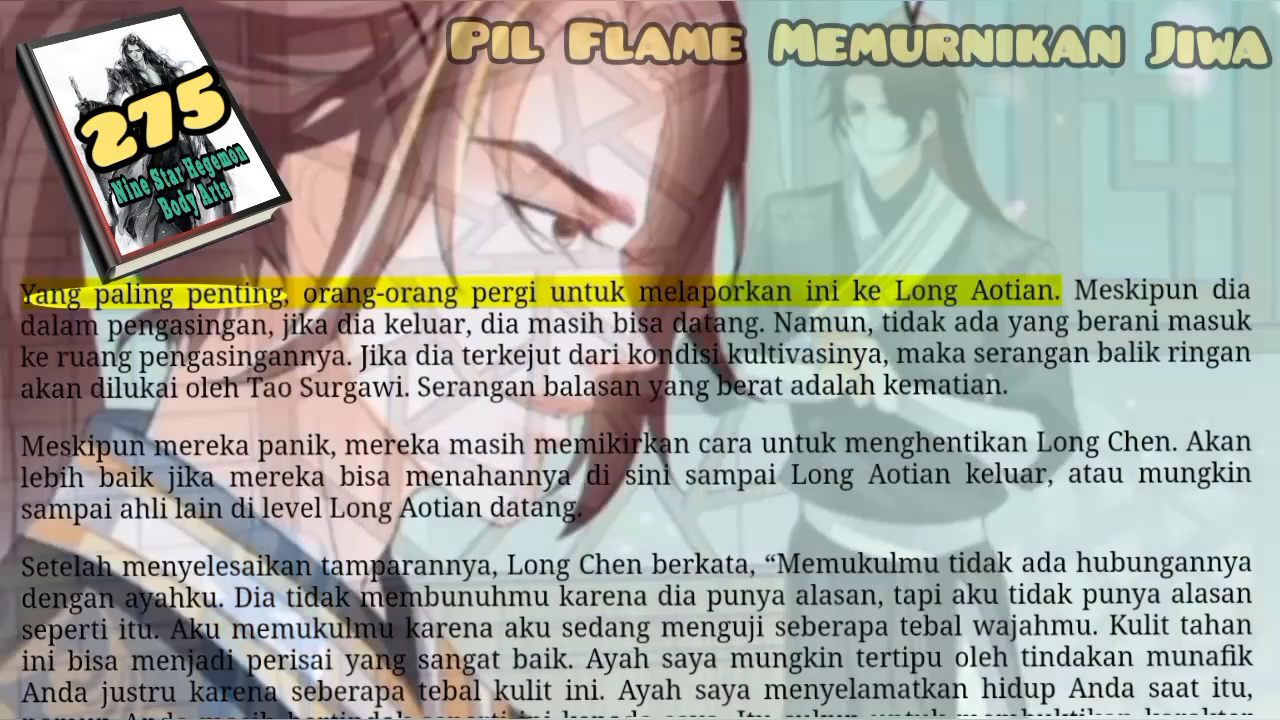 Pil Flame Memurnikan Jiwa
275
Nine Star Hegemon
Body Arts
Yang paling penting, orang-orang pergi untuk melaporkan ini ke Long Aotian. Meskipun dia
dalam pengasingan, jika dia keluar, dia masih bisa datang. Namun, tidak ada yang berani masuk
ke ruang pengasingannya. Jika dia terkejut dari kondisi kultivasinya, maka serangan balik ringan
akan dilukai oleh Tao Surgawi. Serangan balasan yang berat adalah kematian.
Meskipun mereka panik, mereka masih memikirkan cara untuk menghentikan Long Chen. Akan
lebih baik jika mereka bisa menahannya di sini sampai Long Aotian keluar, atau mungkin
sampai ahli lain di level Long Aotian datang.
Setelah menyelesaikan tamparannya, Long Chen berkata, “Memukulmu tidak ada hubungannya
dengan ayahku. Dia tidak membunuhmu karena dia punya alasan, tapi aku tidak punya alasan
seperti itu. Aku memukulmu karena aku sedang menguji seberapa tebal wajahmu. Kulit tahan
ini bisa menjadi perisai yang sangat baik. Ayah saya mungkin tertipu oleh tindakan munafik
Anda justru karena seberapa tebal kulit ini. Ayah saya menyelamatkan hidup Anda saat itu,